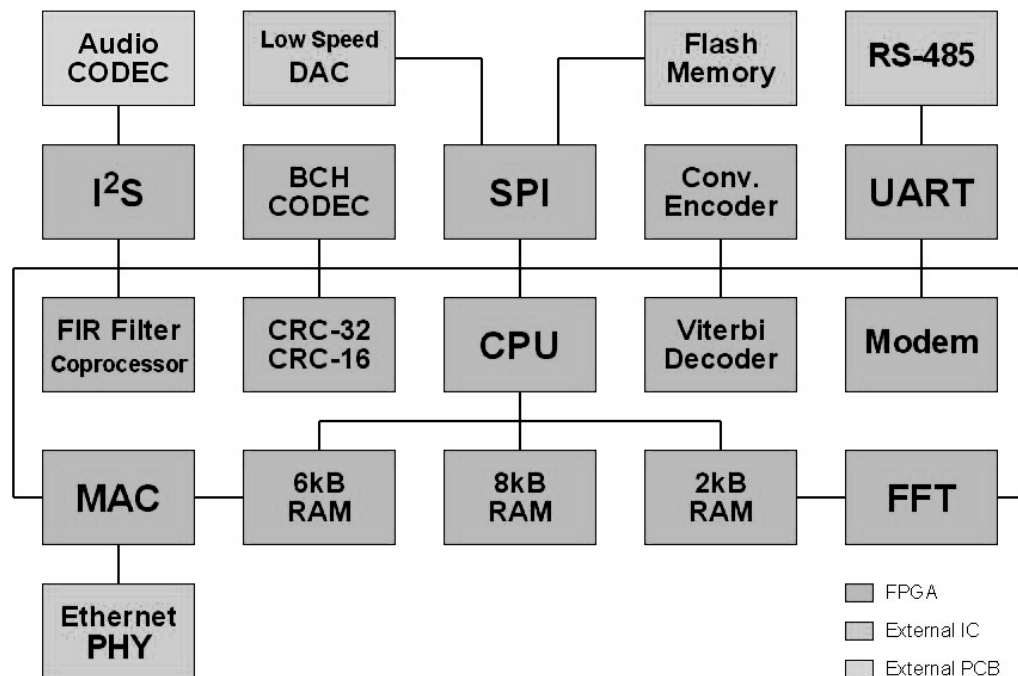 Audio
CODEC
Low Speed
DAC
Flash
Memory
RS-485
I²S
BCH
CODEC
SPI
Conv.
Encoder
UART
FIR Filter
Coprocessor
CRC-32
CRC-16
CPU
Viterbi
Decoder
Modem
MAC
6kB
RAM
8kB
RAM
2kB
RAM
FFT
Ethernet
PHY
FPGA
External IC
External PCB